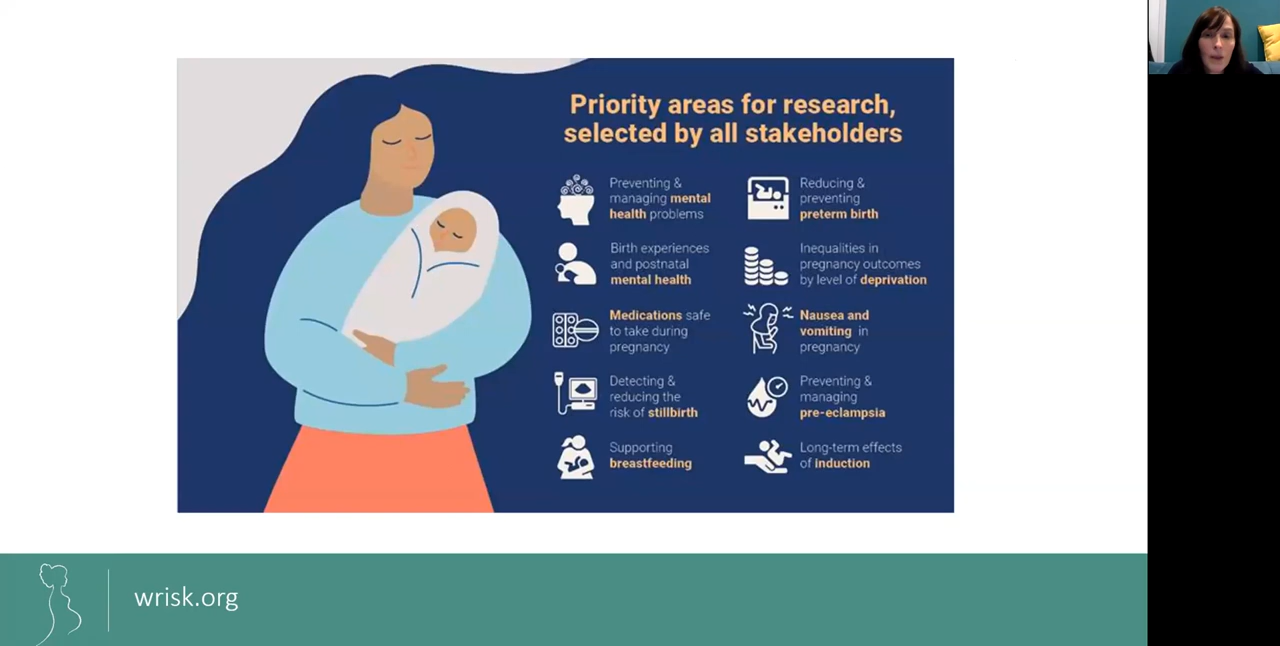 Priority areas for research,
selected by all stakeholders
Preventing &
managing mental
health problems
Birth experiences
and postnatal
mental health
Medications safe
to take during
pregnancy
Detecting &
reducing the
risk of stillbirth
Supporting
breastfeeding
Reducing &
preventing
preterm birth
Inequalities in
pregnancy outcomes
by level of deprivation
Nausea and
vomiting in
pregnancy
Preventing &
managing
pre-eclampsia
Long-term effects
of induction
wrisk.org